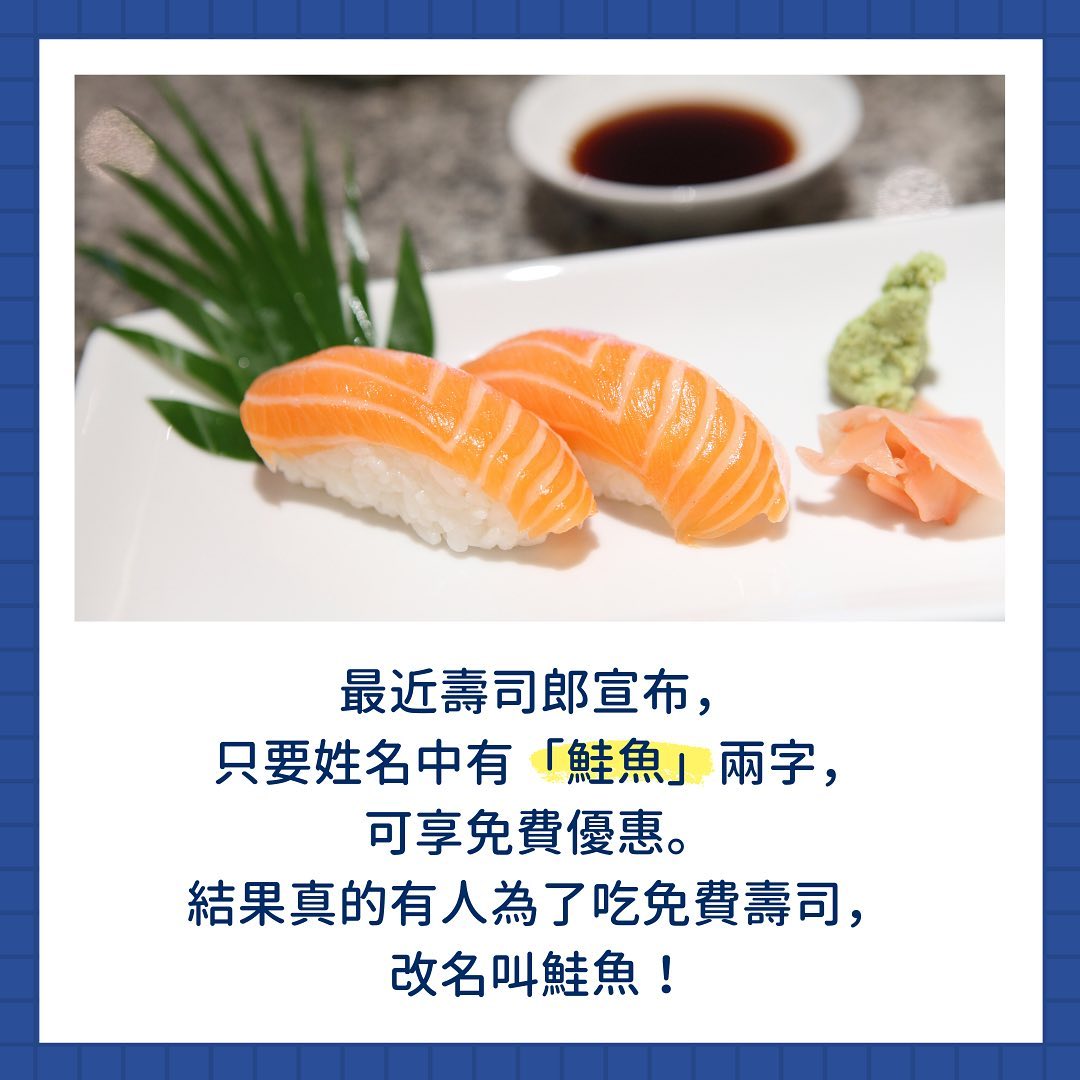 最近壽司郎宣布，
只要姓名中有「鮭魚」兩字，
可享免費優惠。
結果真的有人為了吃免費壽司，
改名叫鮭魚！